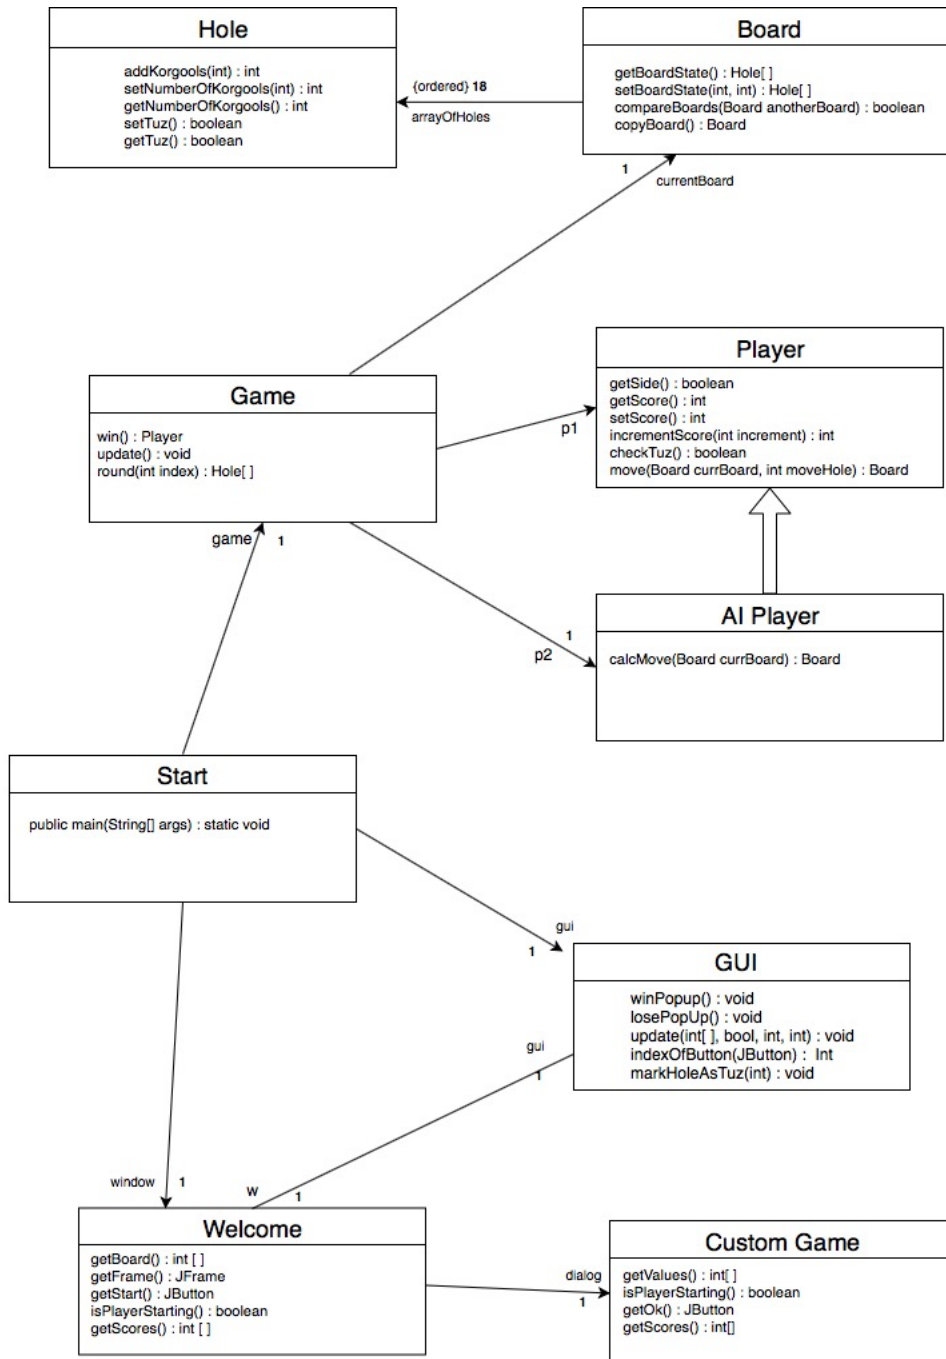 Hole
addKorgools(int) : int
setNumberOfKorgools(int) : int
getNumberOfKorgools() : int
setTuz() : boolean
getTuz() : boolean
{ordered} 18
arrayOfHoles
Board
getBoardState() : Hole[ ]
setBoardState(int, int) : Hole[ ]
compareBoards(Board anotherBoard) : boolean
copyBoard() : Board
1
currentBoard
Game
win() : Player
update() : void
round(int index) : Hole[ ]
p1
Player
getSide() : boolean
getScore() : int
setScore() : int
incrementScore(int increment) : int
checkTuz() : boolean
move(Board currBoard, int moveHole) : Board
game 1
1
p2
AI Player
calcMove(Board currBoard) : Board
Start
public main(String[] args) : static void
gui
1
GUI
winPopup() : void
losePopUp() : void
update(int[ ], bool, int, int) : void
indexOfButton(JButton) : Int
markHoleAsTuz(int) : void
gui
1
window 1
w 1
Welcome
getBoard() : int [ ]
getFrame() : JFrame
getStart() : JButton
isPlayerStarting() : boolean
getScores() : int [ ]
dialog
1
Custom Game
getValues() : int[ ]
isPlayerStarting() : boolean
getOk() : JButton
getScores() : int[]